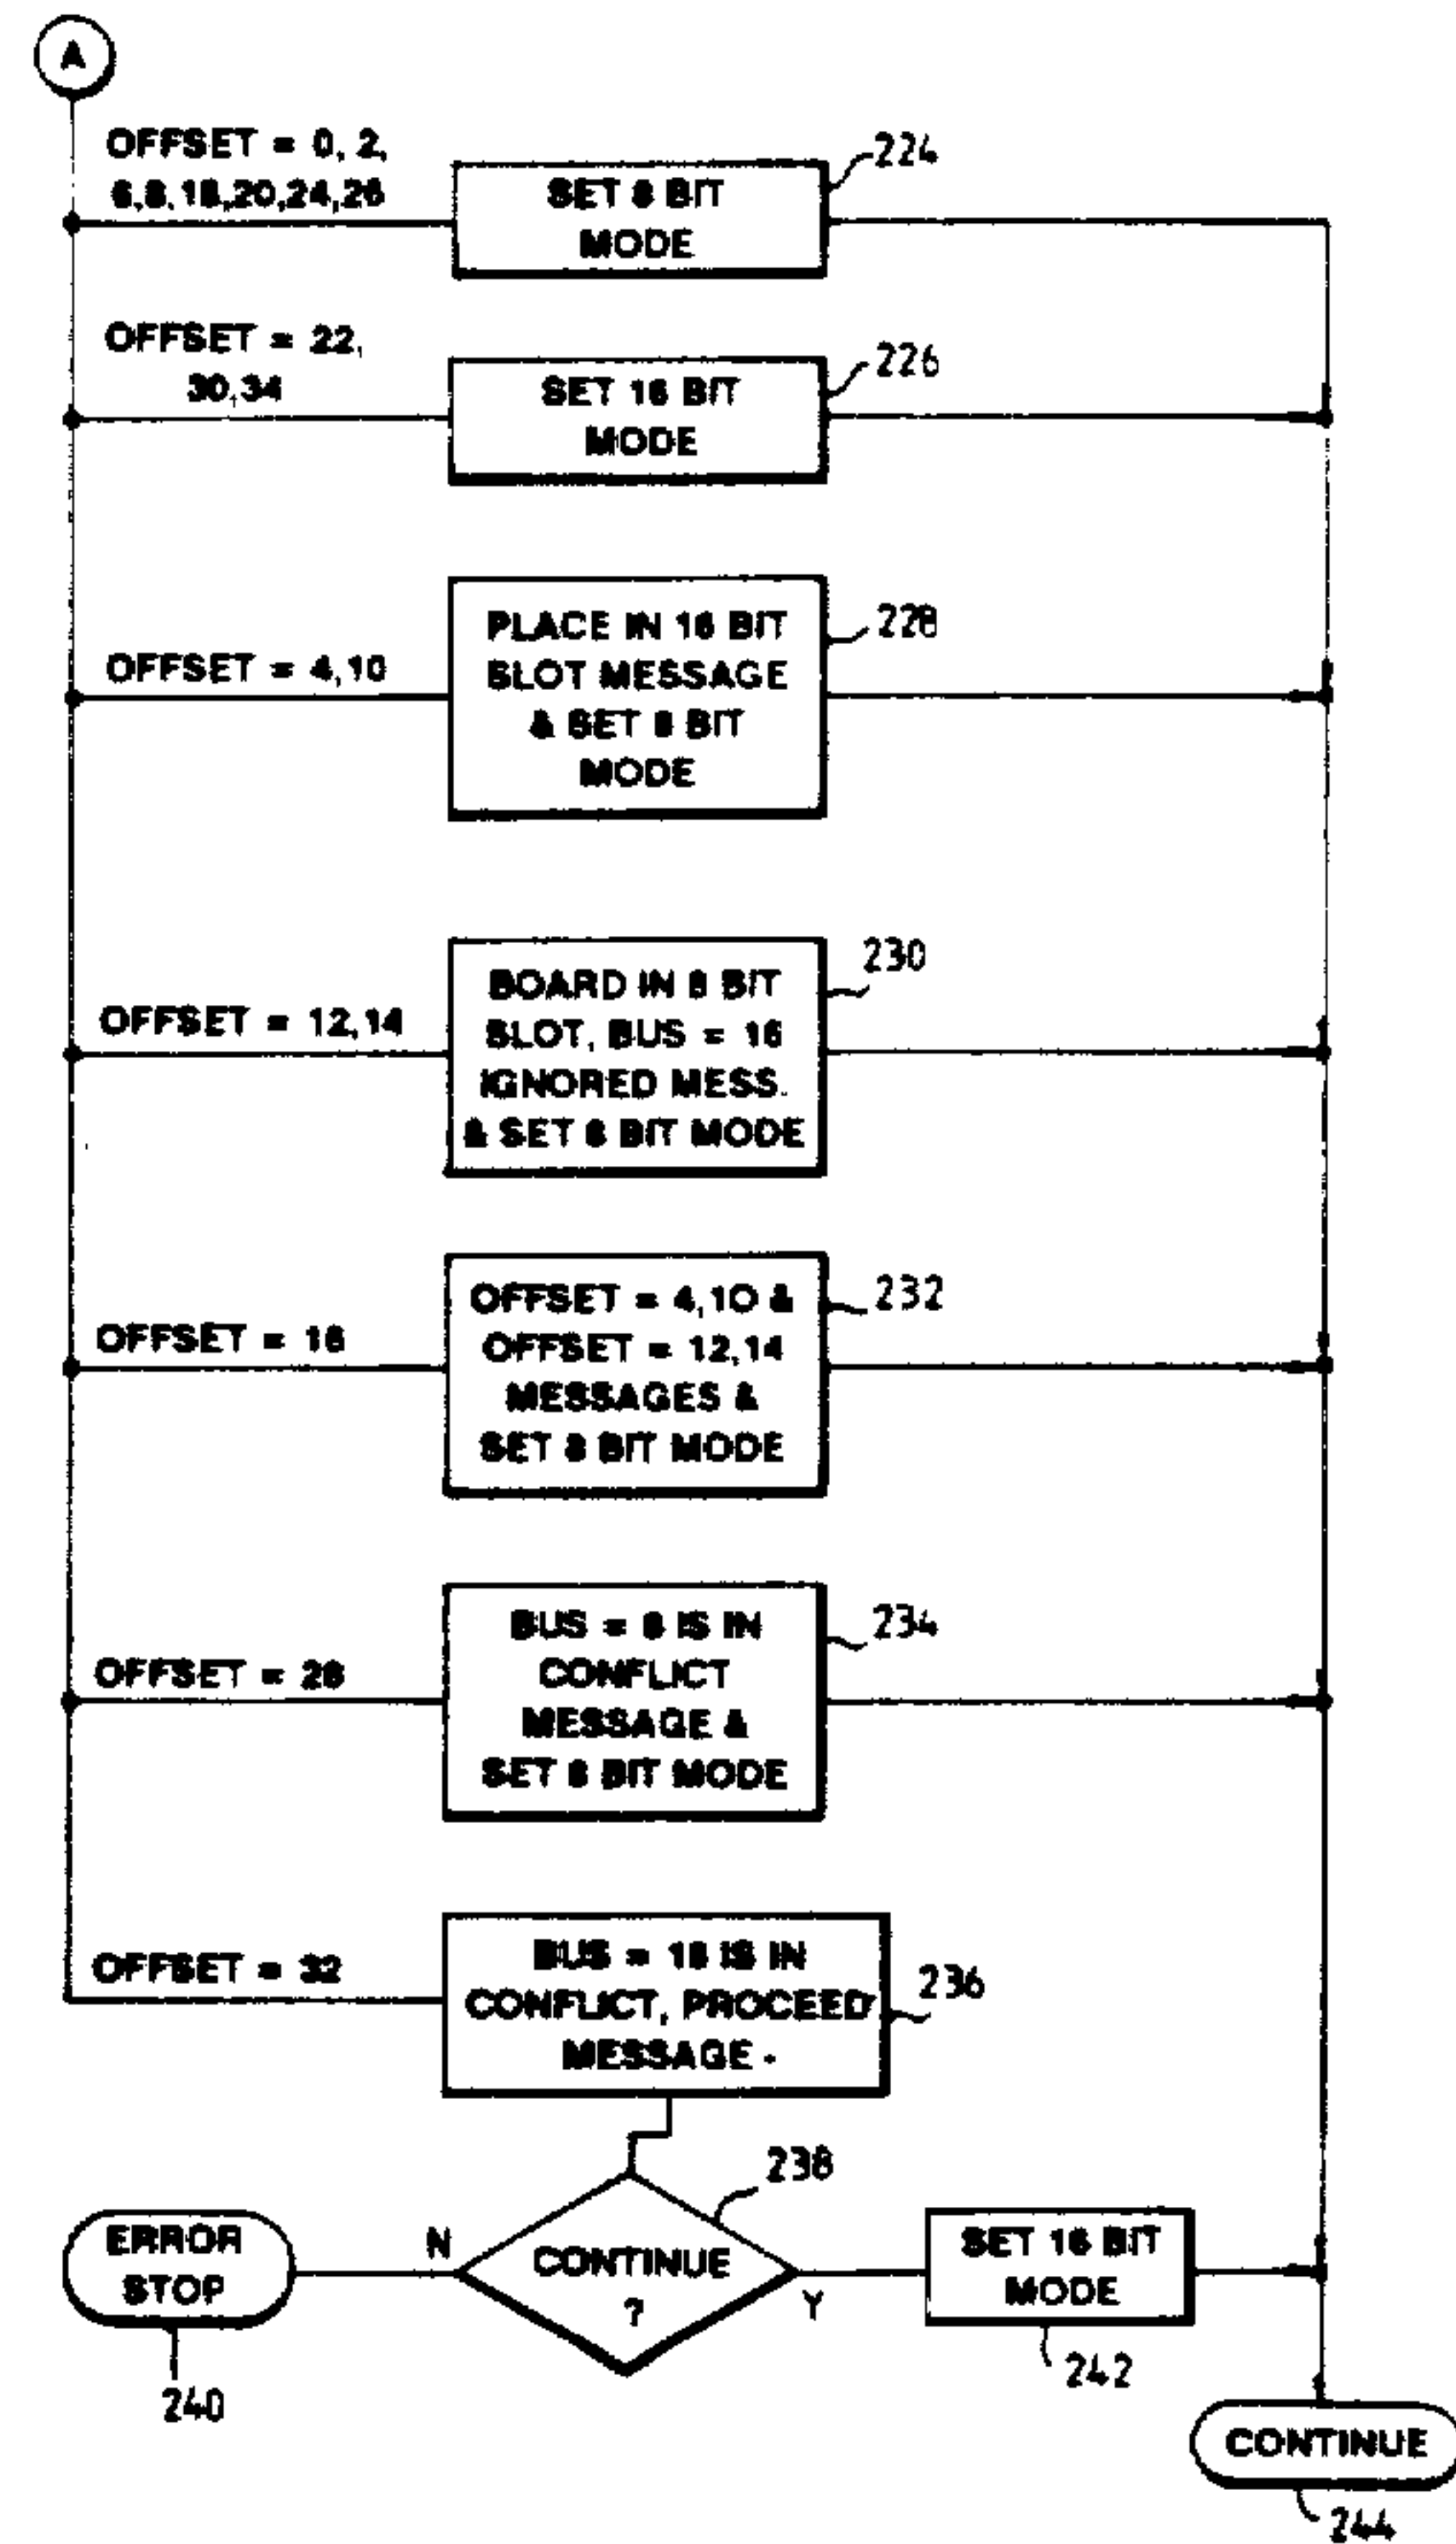 A
OFFSET = 0, 2,
6,8,18,20,24,26
SET 8 BIT
MODE
224
OFFSET = 22,
30,34
SET 16 BIT
MODE
226
OFFSET = 4,10
PLACE IN 16 BIT
SLOT MESSAGE
& SET 8 BIT
MODE
228
OFFSET = 12,14
BOARD IN 8 BIT
SLOT, BUS = 16
IGNORED MESS.
& SET 8 BIT MODE
230
OFFSET = 16
OFFSET = 4,10 &
OFFSET = 12,14
MESSAGES &
SET 8 BIT MODE
232
OFFSET = 28
BUS = 8 IS IN
CONFLICT
MESSAGE &
SET 8 BIT MODE
234
OFFSET = 32
BUS = 16 IS IN
CONFLICT, PROCEED
MESSAGE -
236
238
ERROR
STOP
240
N
CONTINUE
?
Y
SET 16 BIT
MODE
242
CONTINUE
244